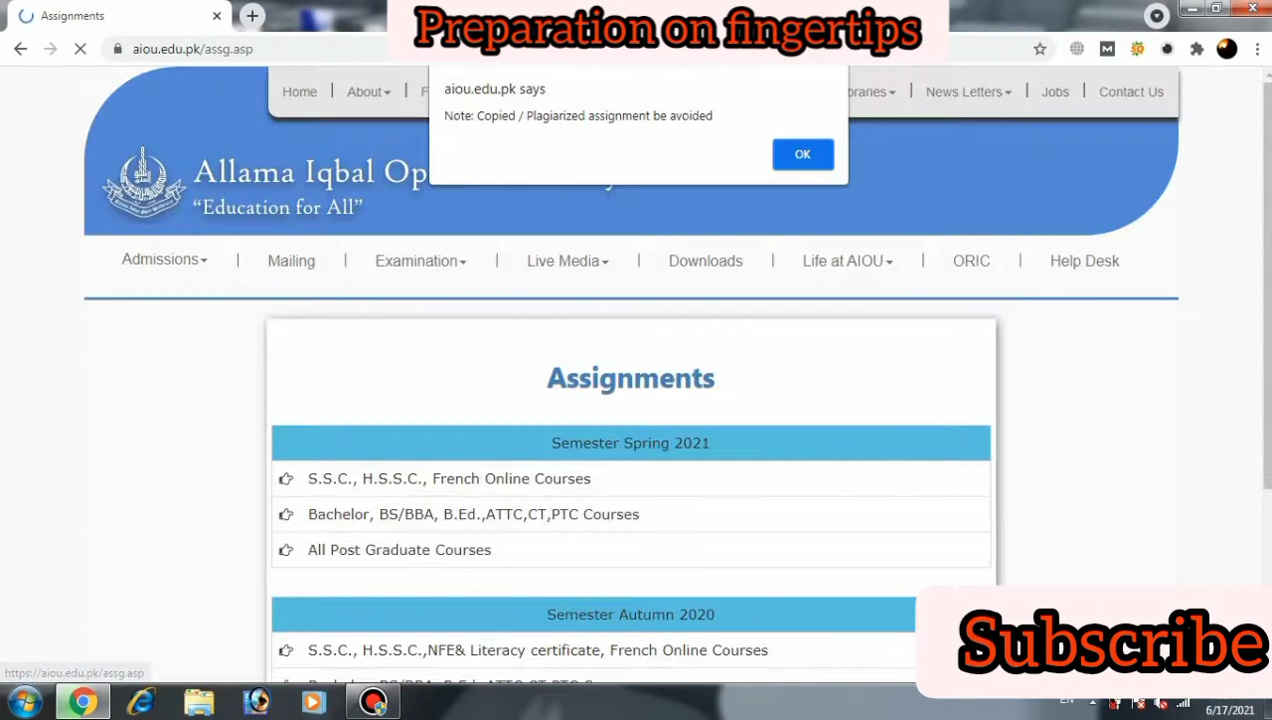 Assignments
Preparation on fingertips
aiou.edu.pk/assg.asp
Home | About
braries | News Letters | Jobs | Contact Us
aiou.edu.pk says
Note: Copied / Plagiarized assignment be avoided
OK
Allama Iqbal Op
“Education for All”
Admissions | Mailing | Examination | Live Media | Downloads | Life at AIOU | ORIC | Help Desk
Assignments
Semester Spring 2021
S.S.C., H.S.S.C., French Online Courses
Bachelor, BS/BBA, B.Ed.,ATTC,CT,PTC Courses
All Post Graduate Courses
Semester Autumn 2020
S.S.C., H.S.S.C.,NFE& Literacy certificate, French Online Courses
Subscribe
https://aiou.edu.pk/assg.asp
EN
6/17/2021